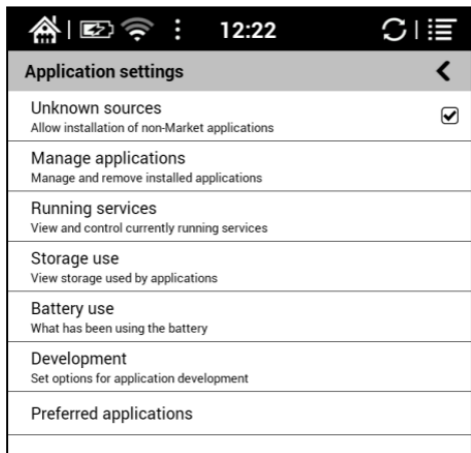 12:22
Application settings
Unknown sources
Allow installation of non-Market applications
Manage applications
Manage and remove installed applications
Running services
View and control currently running services
Storage use
View storage used by applications
Battery use
What has been using the battery
Development
Set options for application development
Preferred applications